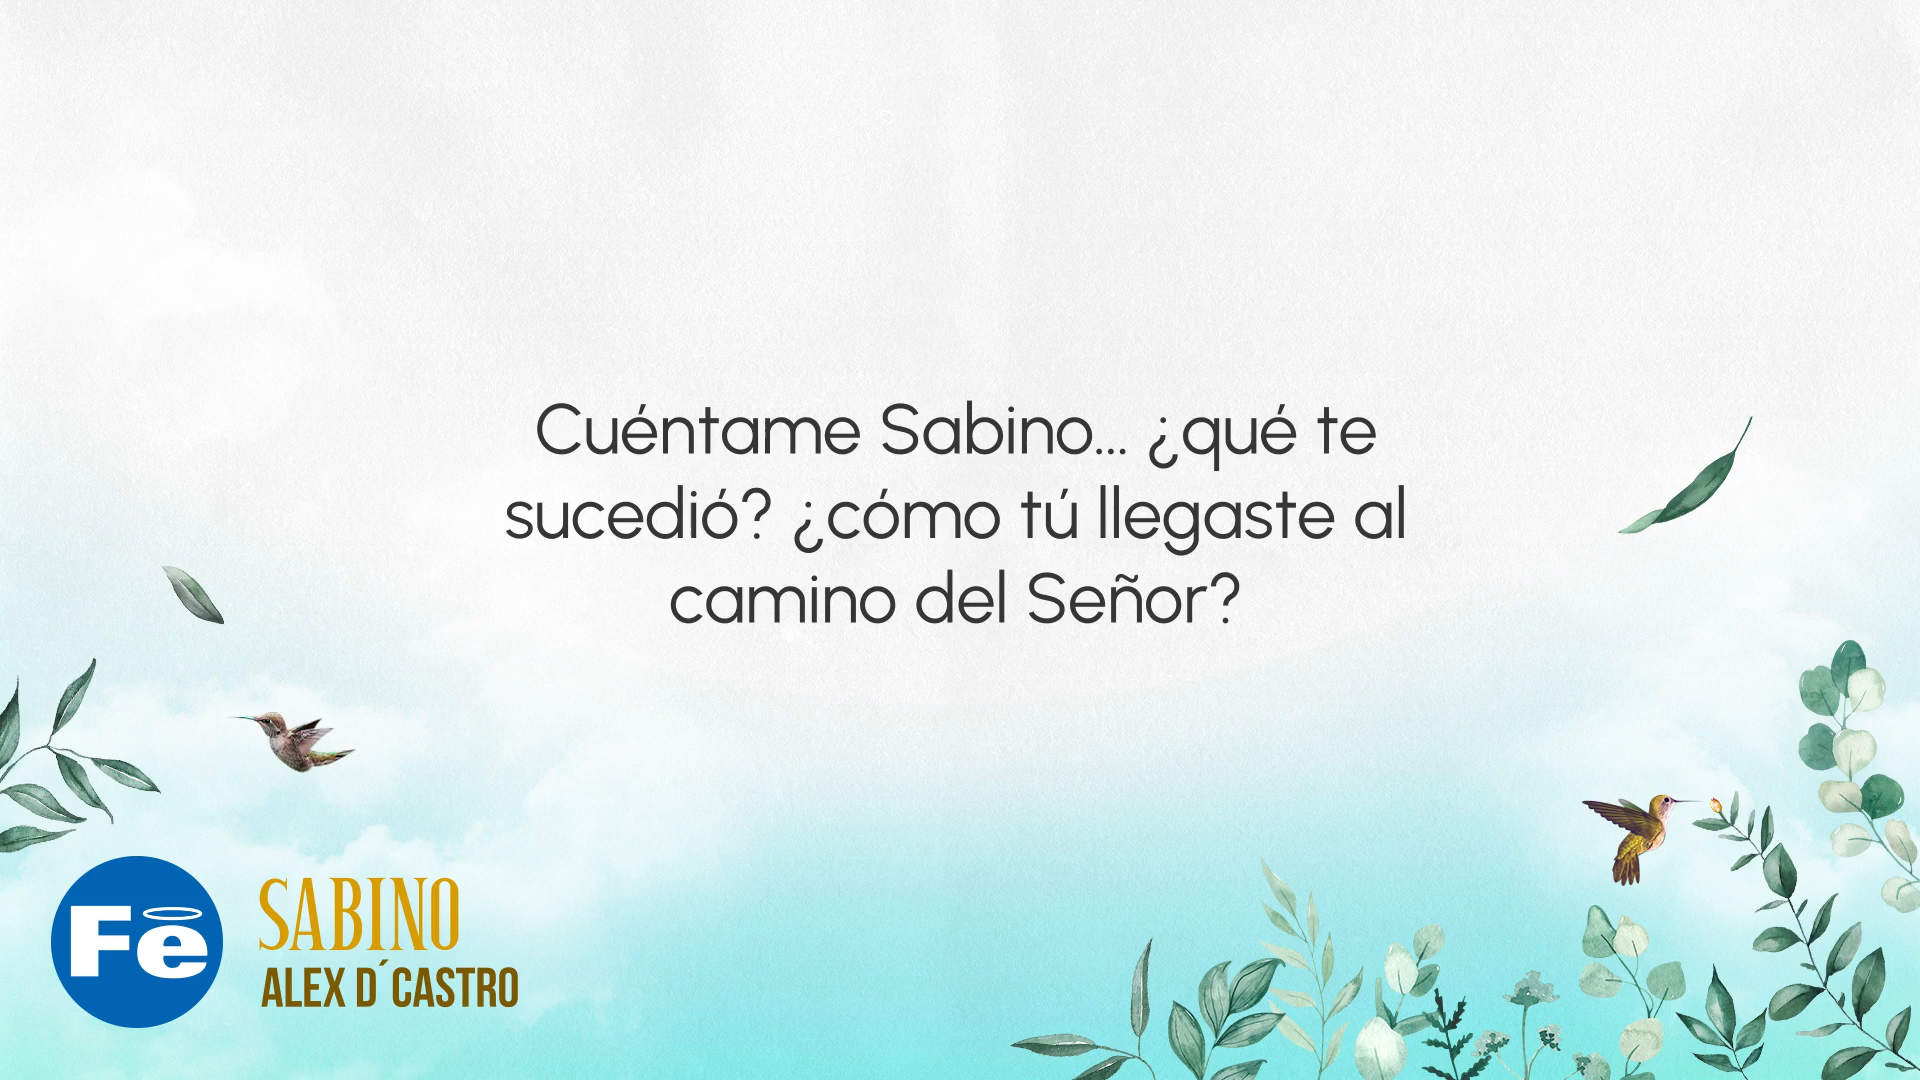 Cuéntame Sabino... ¿qué te
sucedió? ¿cómo tú llegaste al
camino del Señor?
Fe
SABINO
ALEX D´CASTRO